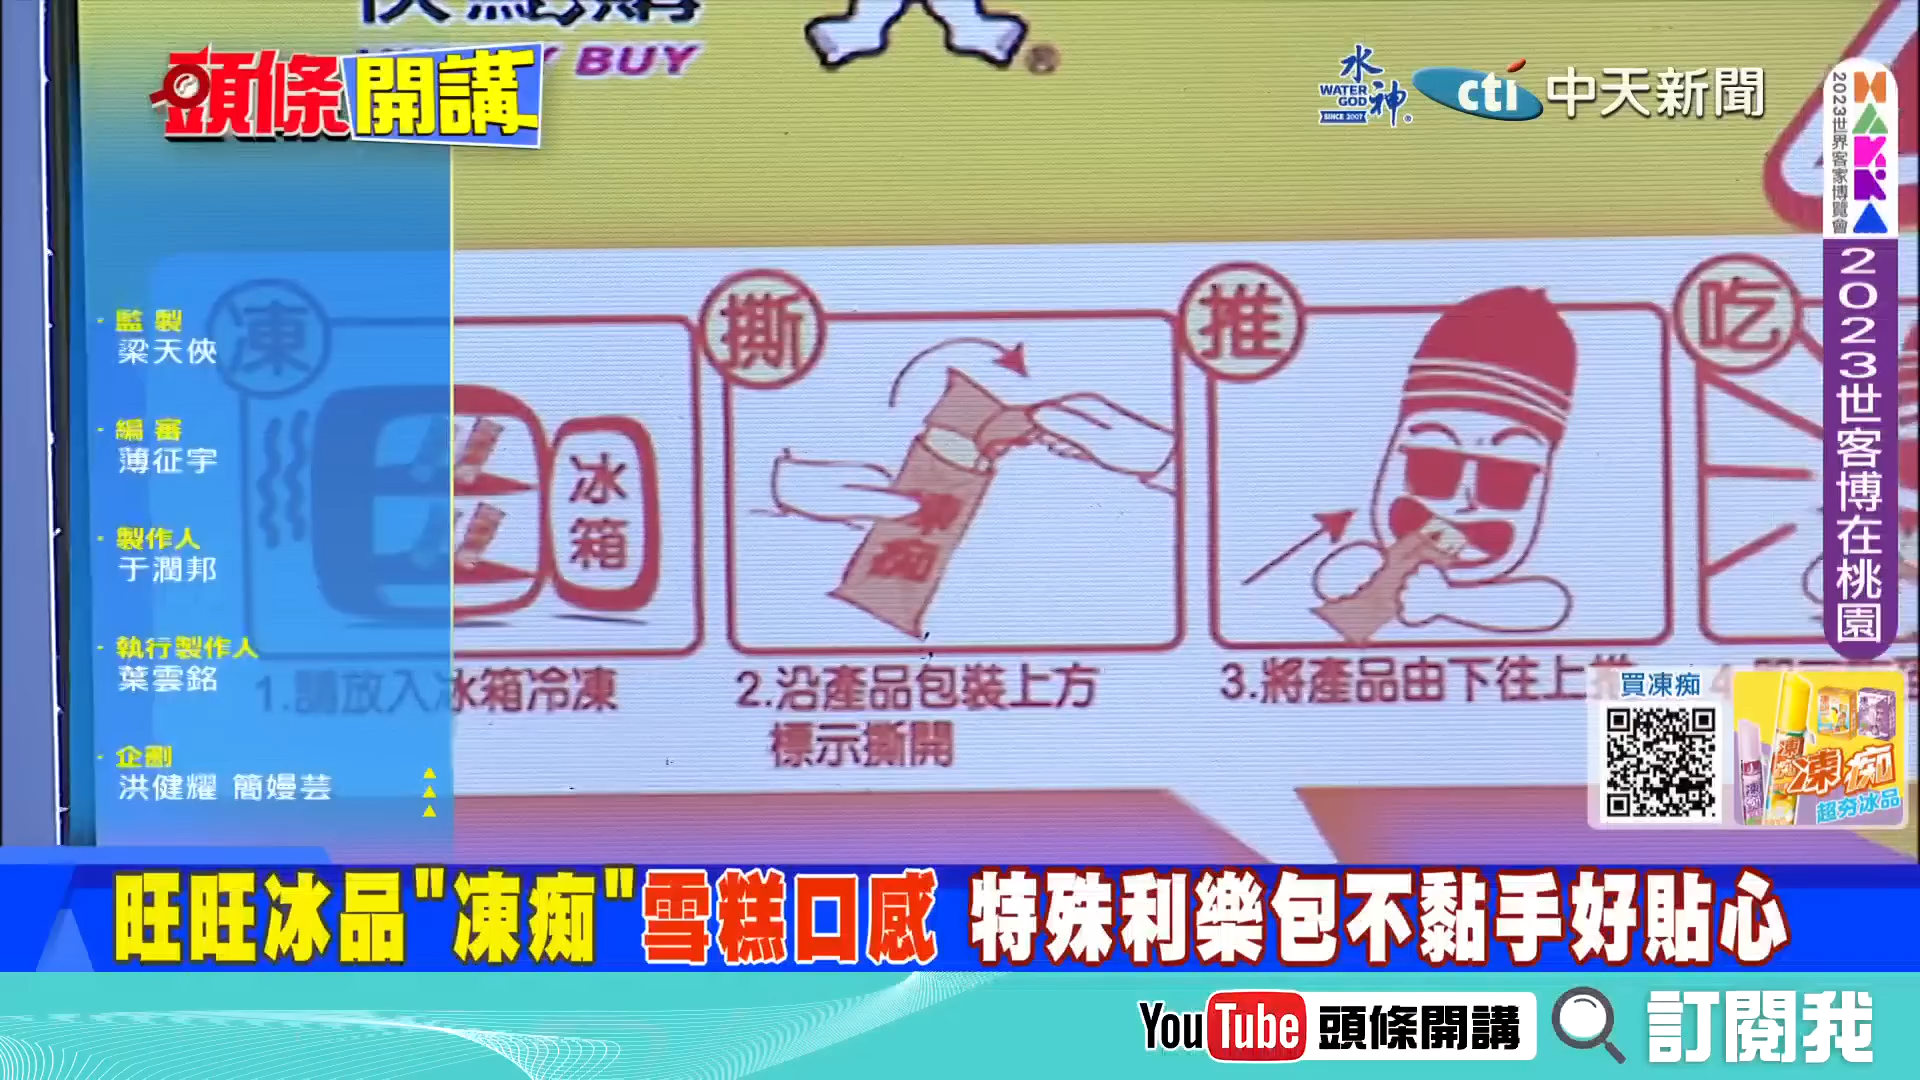 BUY
頭條開講
水神
WATER GOD
SINCE 2007
cti 中天新聞
2023世界客家博覽會
HAKKA
2023世客博在桃園
監製
梁天俠
編審
薄征宇
製作人
于潤邦
執行製作人
葉雲銘
企劃
洪健耀 簡嫚芸
凍
冰箱
1.請放入冰箱冷凍
撕
凍痴
2.沿產品包裝上方
標示撕開
推
3.將產品由下往上推
吃
4.
買凍痴
凍痴
超夯冰品
旺旺冰品"凍痴"雪糕口感 特殊利樂包不黏手好貼心
YouTube 頭條開講 訂閱我